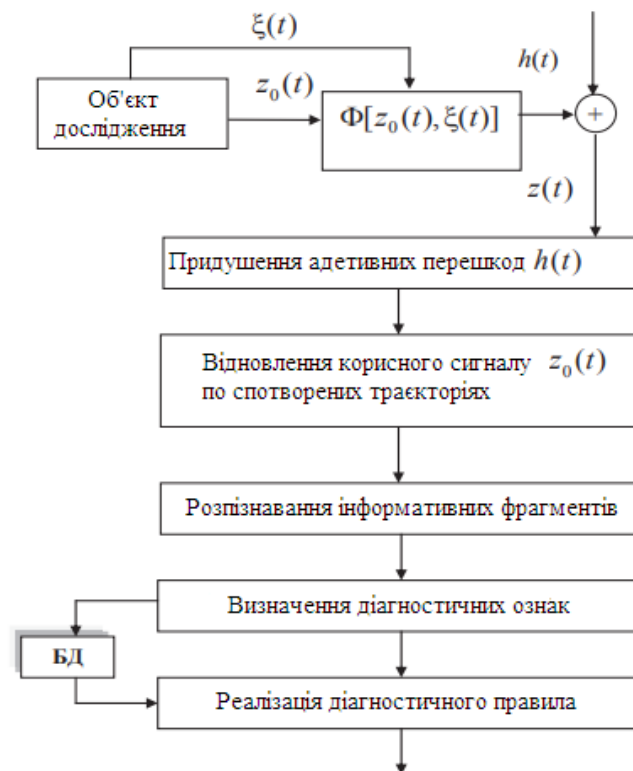 ξ(t)
h(t)
Об'єкт
дослідження
z₀(t)
Φ[z₀(t), ξ(t)]
+
z(t)
Придушення адетивних перешкод h(t)
Відновлення корисного сигналу z₀(t)
по спотворених траєкторіях
Розпізнавання інформативних фрагментів
Визначення діагностичних ознак
БД
Реалізація діагностичного правила